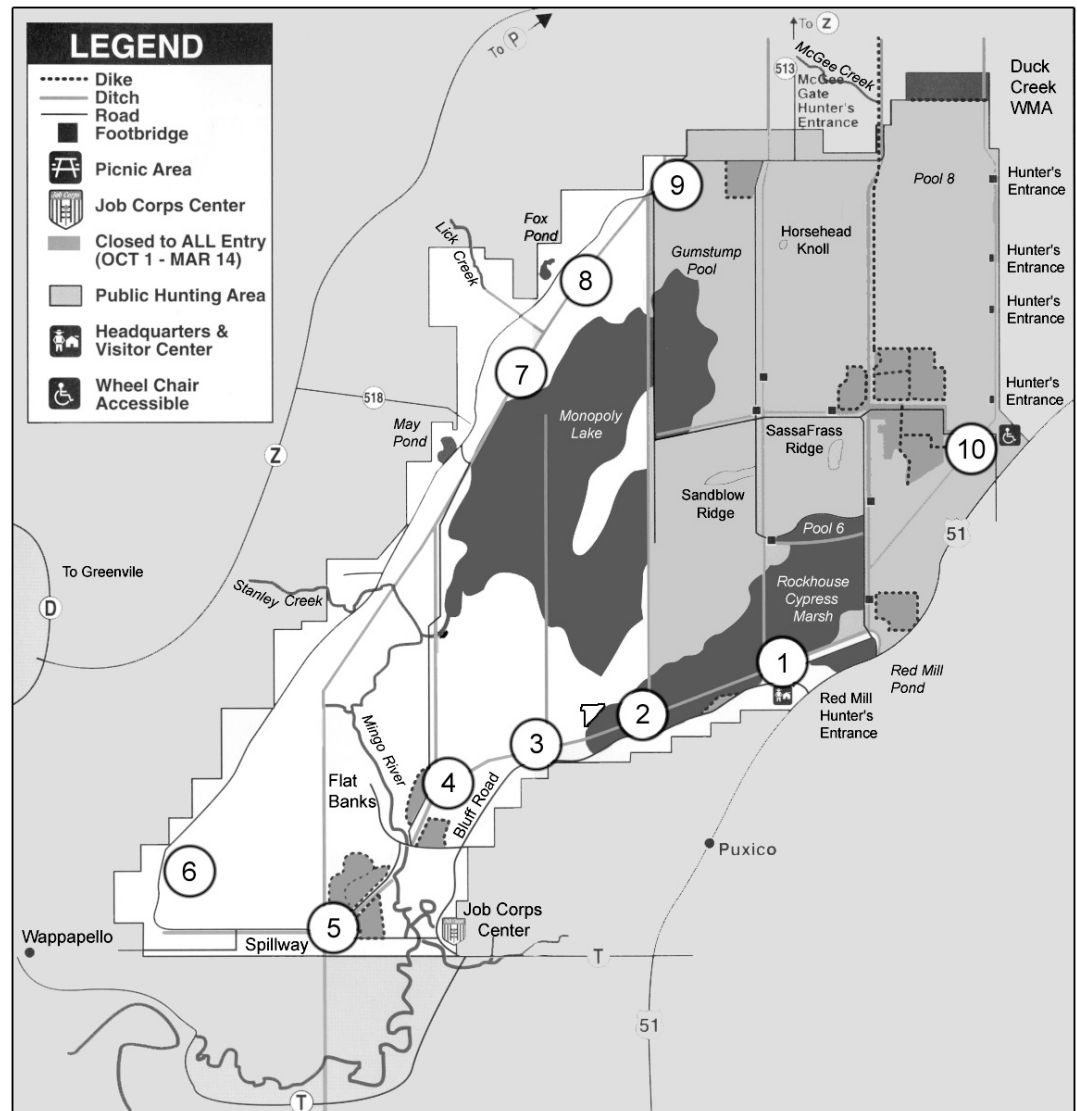 LEGEND
Dike
Ditch
Road
Footbridge
Picnic Area
Job Corps
Job Corps Center
Closed to ALL Entry
(OCT 1 - MAR 14)
Public Hunting Area
Headquarters &
Visitor Center
Wheel Chair
Accessible
To P
To Z
513
McGee Creek
McGee
Gate
Hunter's
Entrance
Duck
Creek
WMA
Pool 8
Hunter's
Entrance
9
Horsehead
Knoll
Fox
Pond
Lick
Creek
Gumstump
Pool
8
Hunter's
Entrance
Hunter's
Entrance
7
518
May
Pond
Monopoly
Lake
Hunter's
Entrance
SassaFrass
Ridge
10
Z
Sandblow
Ridge
Pool 6
51
To Greenvile
D
Stanley Creek
Rockhouse
Cypress
Marsh
1
Red Mill
Pond
Red Mill
Hunter's
Entrance
2
3
Mingo River
4
Flat
Banks
Bluff Road
Puxico
6
5
Job Corps
Center
Wappapello
Spillway
T
51
T